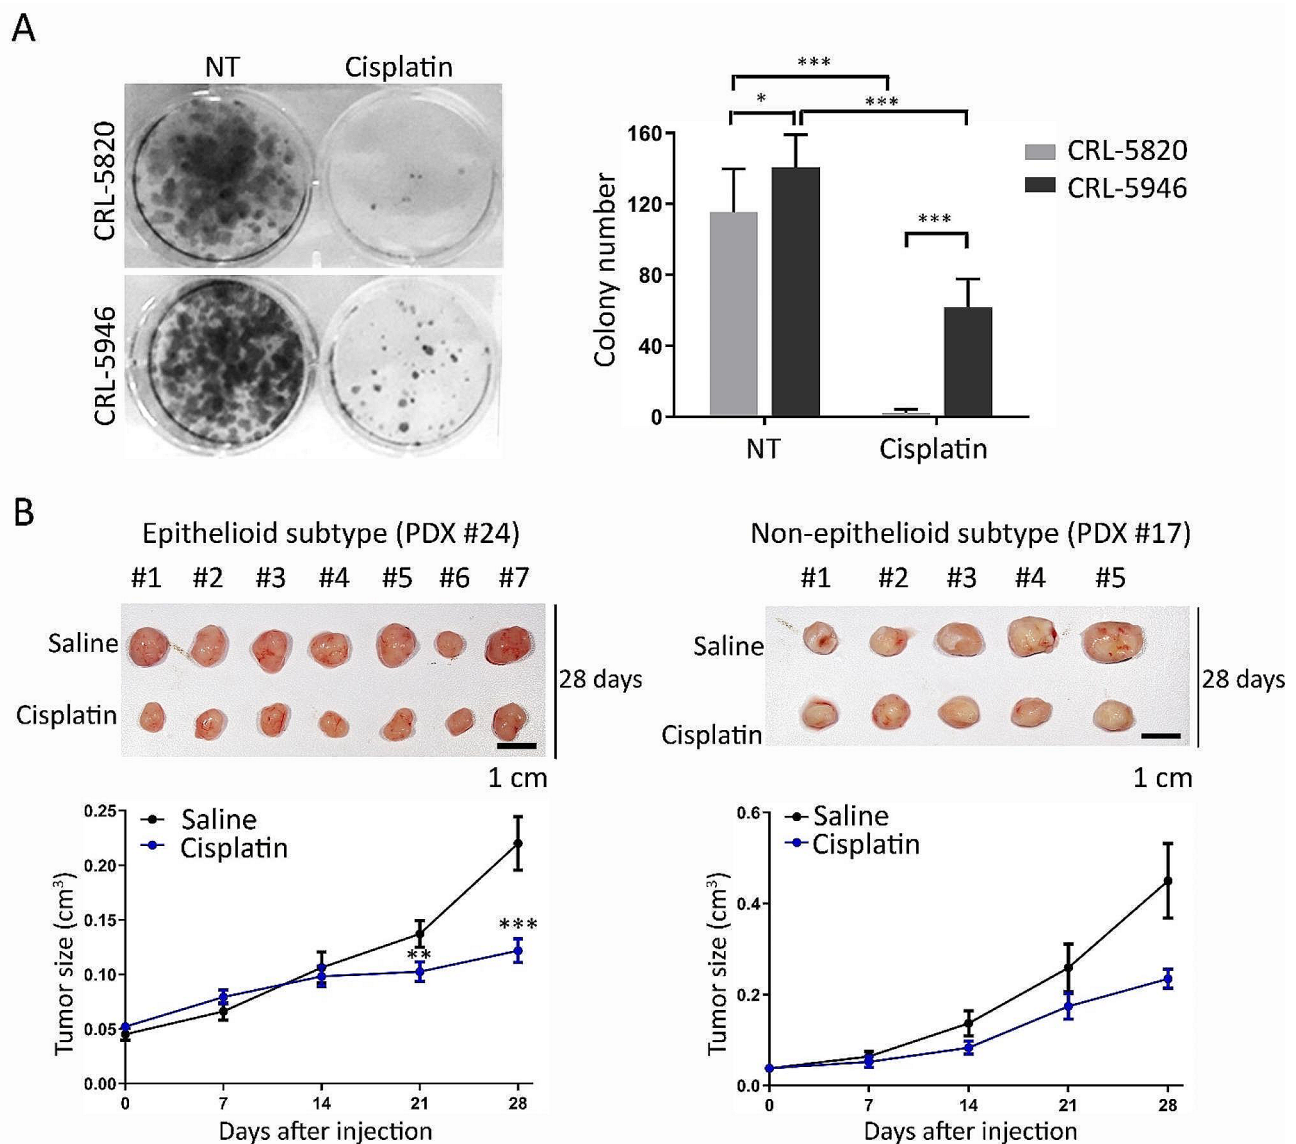 A
NT Cisplatin
CRL-5820
CRL-5946
***
*
***
***
Colony number
160
120
80
40
0
NT Cisplatin
CRL-5820
CRL-5946
B
Epithelioid subtype (PDX #24)
#1 #2 #3 #4 #5 #6 #7
Saline
Cisplatin
28 days
1 cm
Saline
Cisplatin
Tumor size (cm³)
0.25
0.20
0.15
0.10
0.05
0.00
**
***
0 7 14 21 28
Days after injection
Non-epithelioid subtype (PDX #17)
#1 #2 #3 #4 #5
Saline
Cisplatin
28 days
1 cm
Saline
Cisplatin
Tumor size (cm³)
0.6
0.4
0.2
0.0
0 7 14 21 28
Days after injection